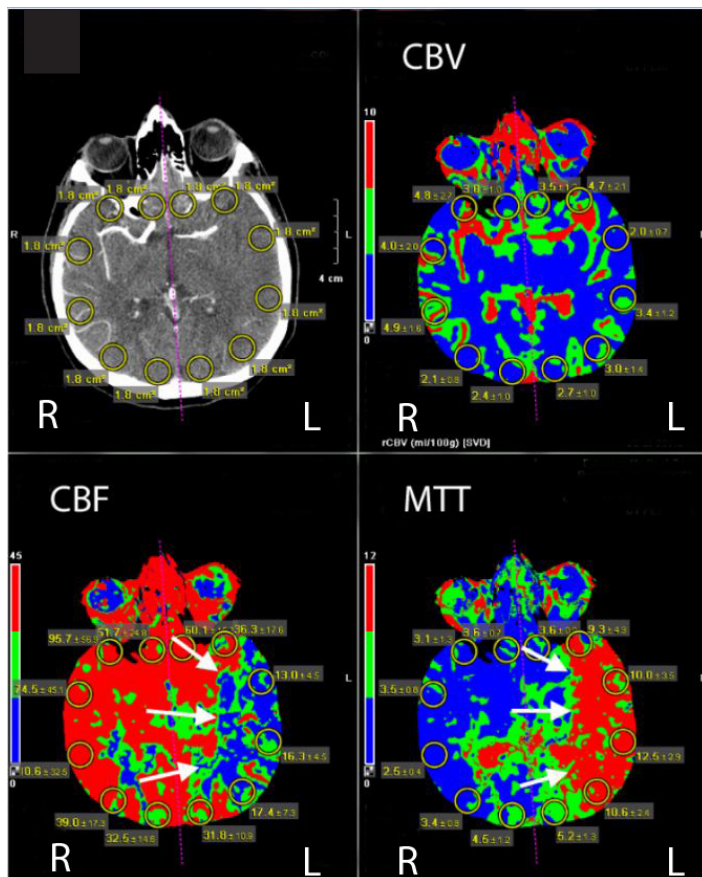 CBV
1.8 cm²
1.8 cm²
1.8 cm²
1.8 cm²
1.8 cm²
1.8 cm²
R
L
4 cm
1.8 cm²
1.8 cm²
1.8 cm²
1.8 cm²
1.8 cm²
1.8 cm²
R
L
10
4.8
3.0
±1.0
3.5
4.7±2.1
4.0±2.0
2.0±0.7
L
4.9±1.6
3.4±1.2
0
2.1±0.8
3.0±1.4
2.4±1.0
2.7±1.0
R
L
rCBV (ml/100g) [SVD]
CBF
45
95.7
±24.8
60.1
36.3±17.6
74.5±45.1
13.0±4.5
L
0.6±32.5
16.3±4.5
0
39.0±17.3
17.4±7.3
32.5±14.6
31.8±10.9
R
L
MTT
12
3.1±1.3
3.6±0.7
3.6
9.3±4.9
3.5±0.8
10.0±3.5
L
2.5±0.4
12.5±2.9
0
3.4±0.8
10.6±2.4
4.5±1.2
5.2±1.3
R
L